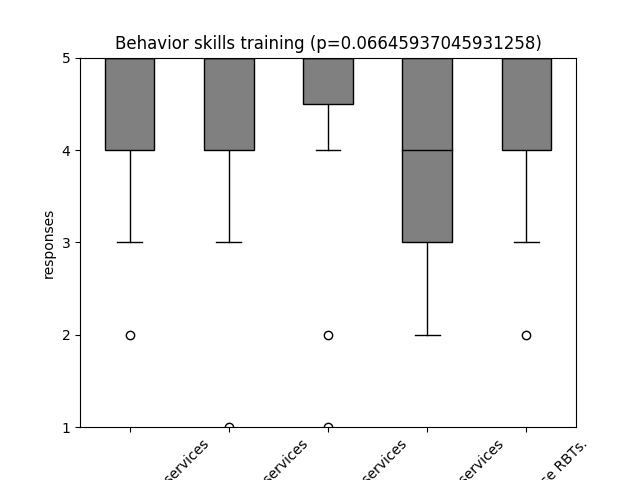 Behavior skills training (p=0.06645937045931258)
responses
5
4
3
2
1
services
services
services
services
RBTs.